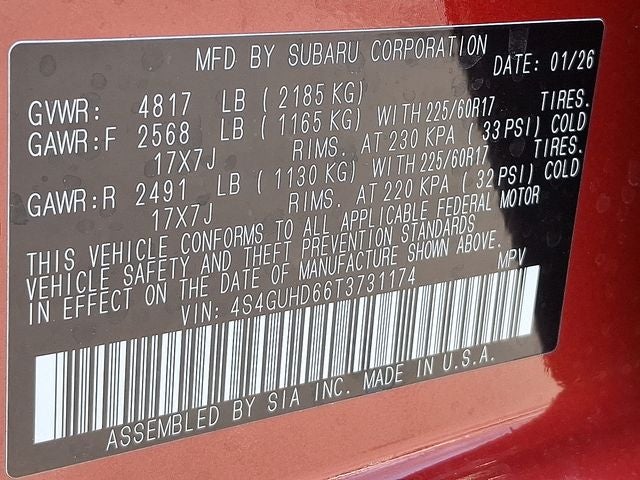 MFD BY SUBARU CORPORATION DATE: 01/26
GVWR: 4817 LB ( 2185 KG)
GAWR:F 2568 LB ( 1165 KG) WITH 225/60R17 TIRES.
17X7J RIMS. AT 230 KPA ( 33 PSI) COLD
GAWR:R 2491 LB ( 1130 KG) WITH 225/60R17 TIRES.
17X7J RIMS. AT 220 KPA ( 32 PSI) COLD
THIS VEHICLE CONFORMS TO ALL APPLICABLE FEDERAL MOTOR
VEHICLE SAFETY AND THEFT PREVENTION STANDARDS
IN EFFECT ON THE DATE OF MANUFACTURE SHOWN ABOVE.
VIN: 4S4GUHD66T3731174 MPV
ASSEMBLED BY SIA INC. MADE IN U.S.A.